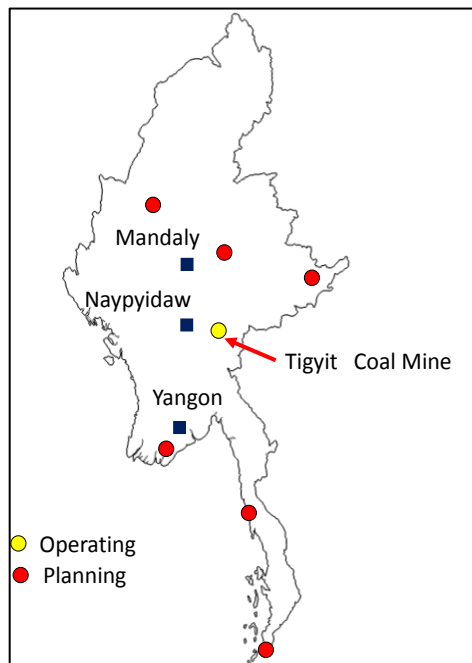 Mandaly
Naypyidaw
Tigyit Coal Mine
Yangon
Operating
Planning